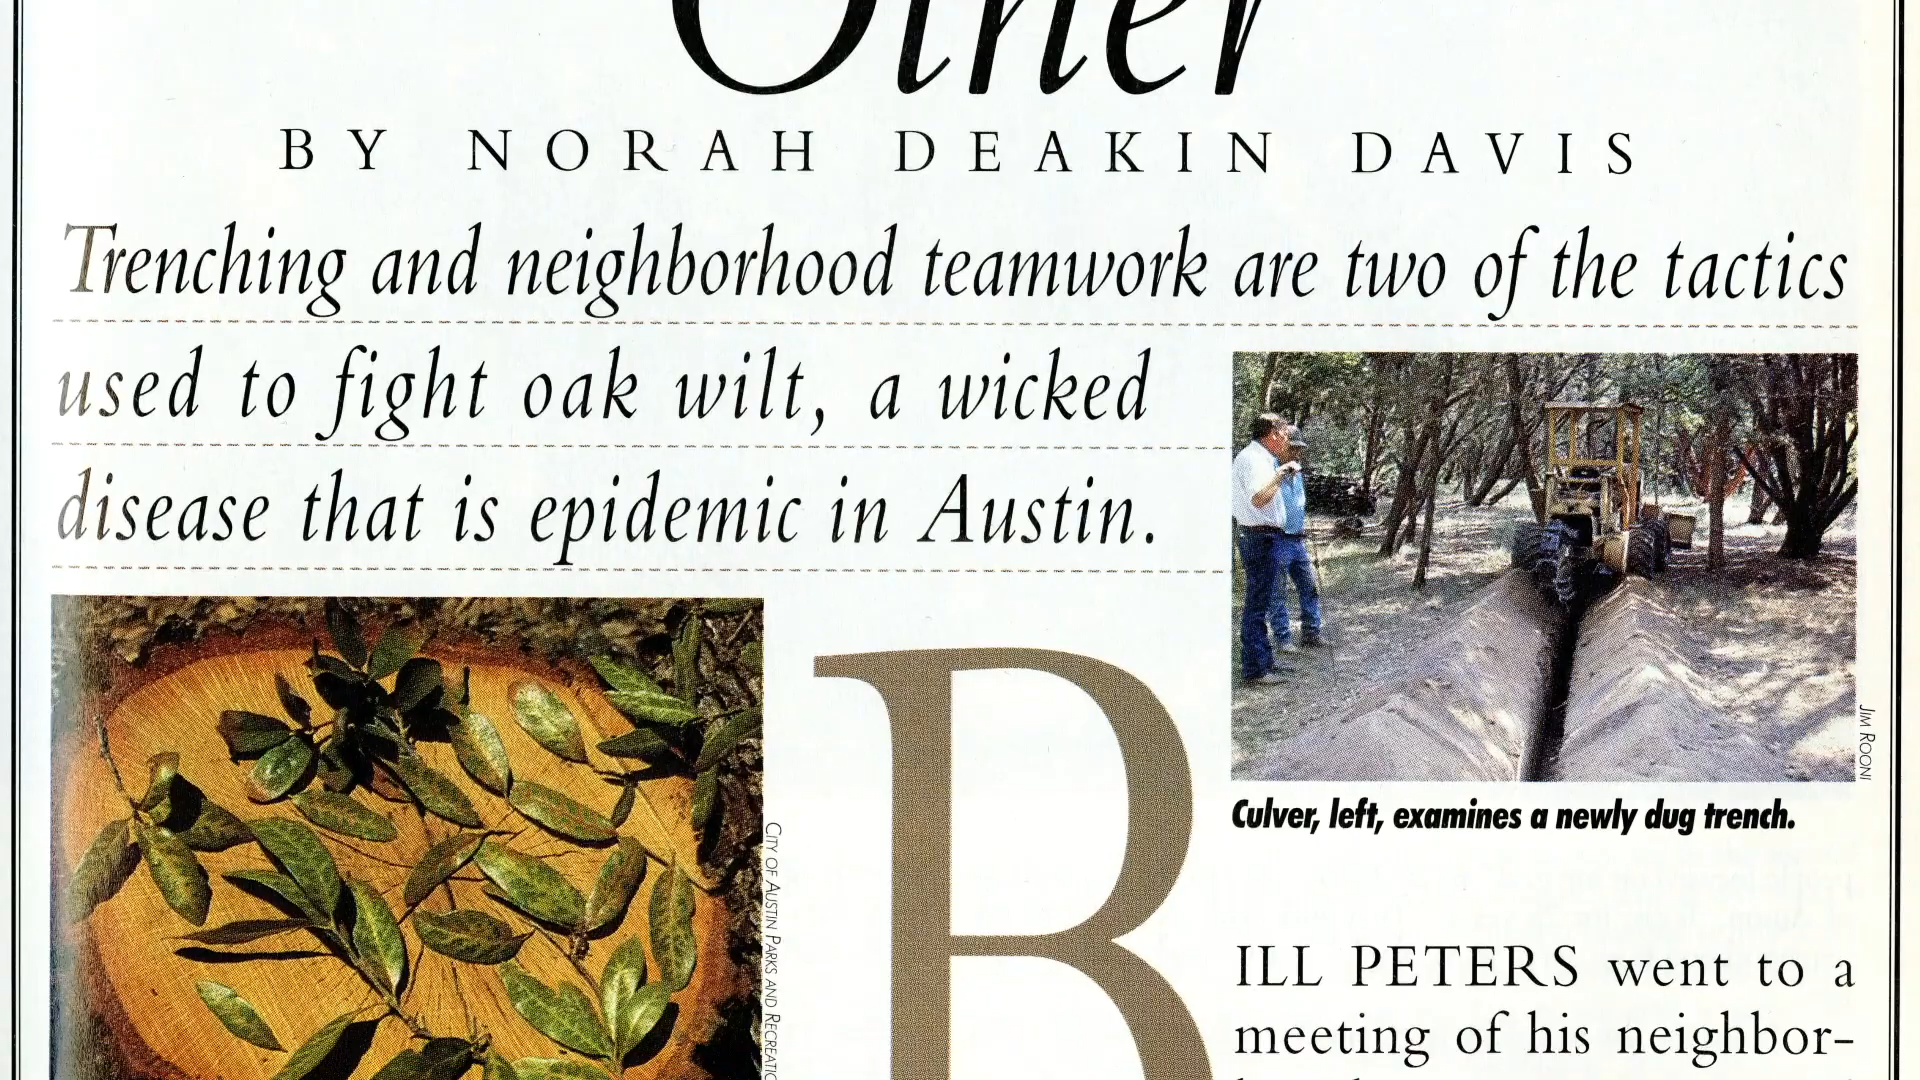 Other
BY NORAH DEAKIN DAVIS
Trenching and neighborhood teamwork are two of the tactics
used to fight oak wilt, a wicked
disease that is epidemic in Austin.
JIM ROONI
Culver, left, examines a newly dug trench.
CITY OF AUSTIN PARKS AND
BILL PETERS went to a
meeting of his neighbor-